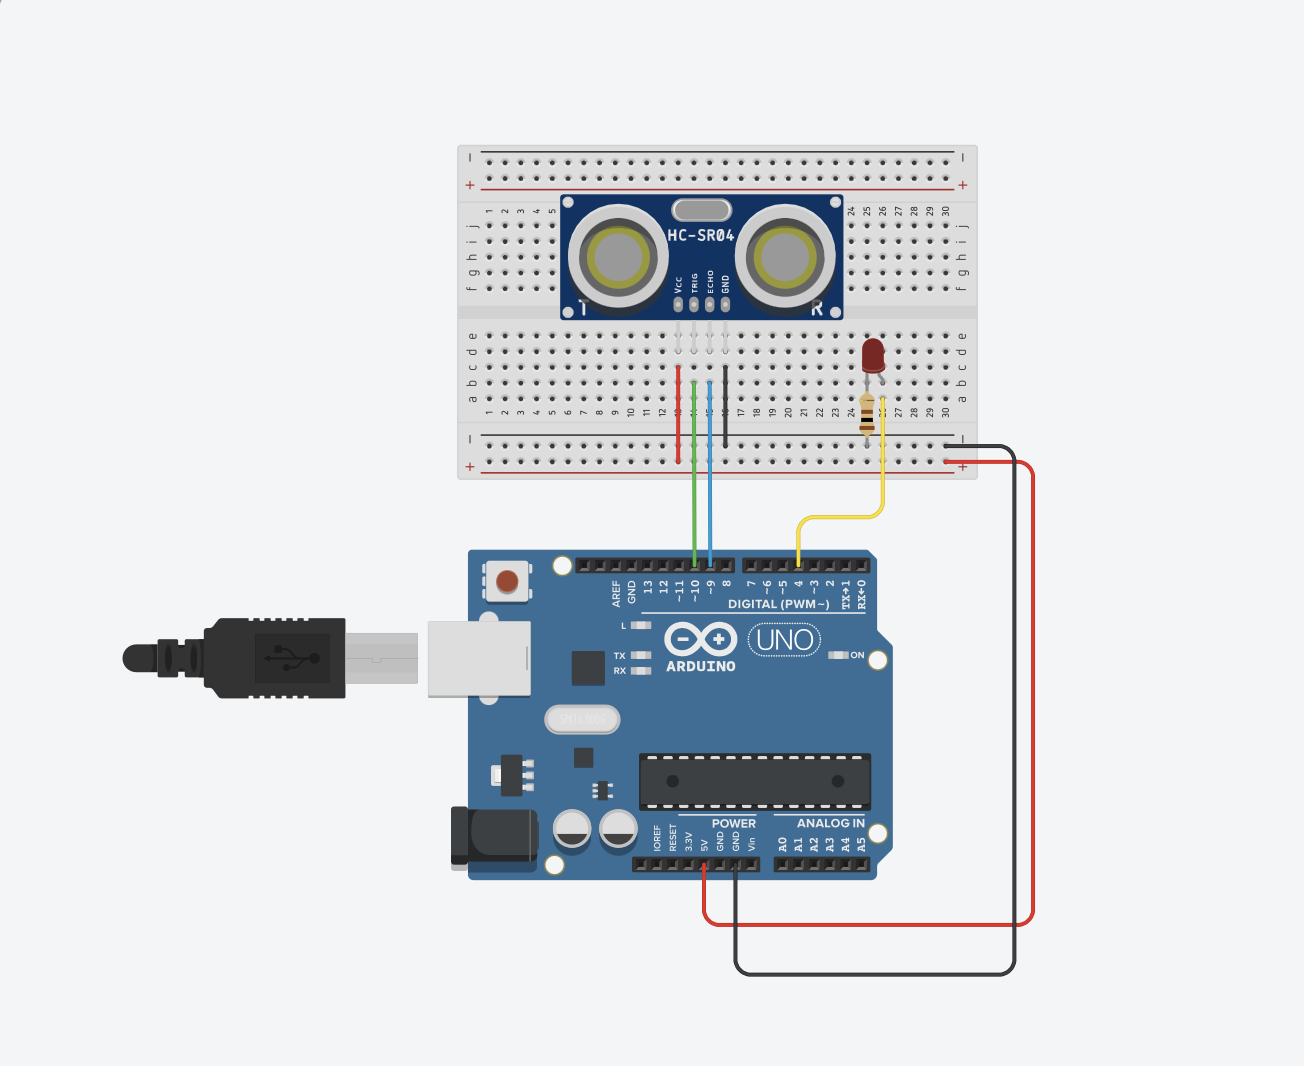 − −
+ +
1 2 3 4 5 24 25 26 27 28 29 30
j j
i i
h h
g g
f f
HC-SR04
VCC TRIG ECHO GND
T R
e e
d d
c c
b b
a a
1 2 3 4 5 6 7 8 9 10 11 12 13 14 15 16 17 18 19 20 21 22 23 24 26 27 28 29 30
− −
+ +
AREF GND 13 12 ~11 ~10 ~9 8 7 ~6 ~5 4 ~3 2 TX→1 RX←0
DIGITAL (PWM~)
L
TX
RX
ARDUINO
UNO
ON
POWER ANALOG IN
IOREF RESET 3.3V 5V GND GND Vin A0 A1 A2 A3 A4 A5